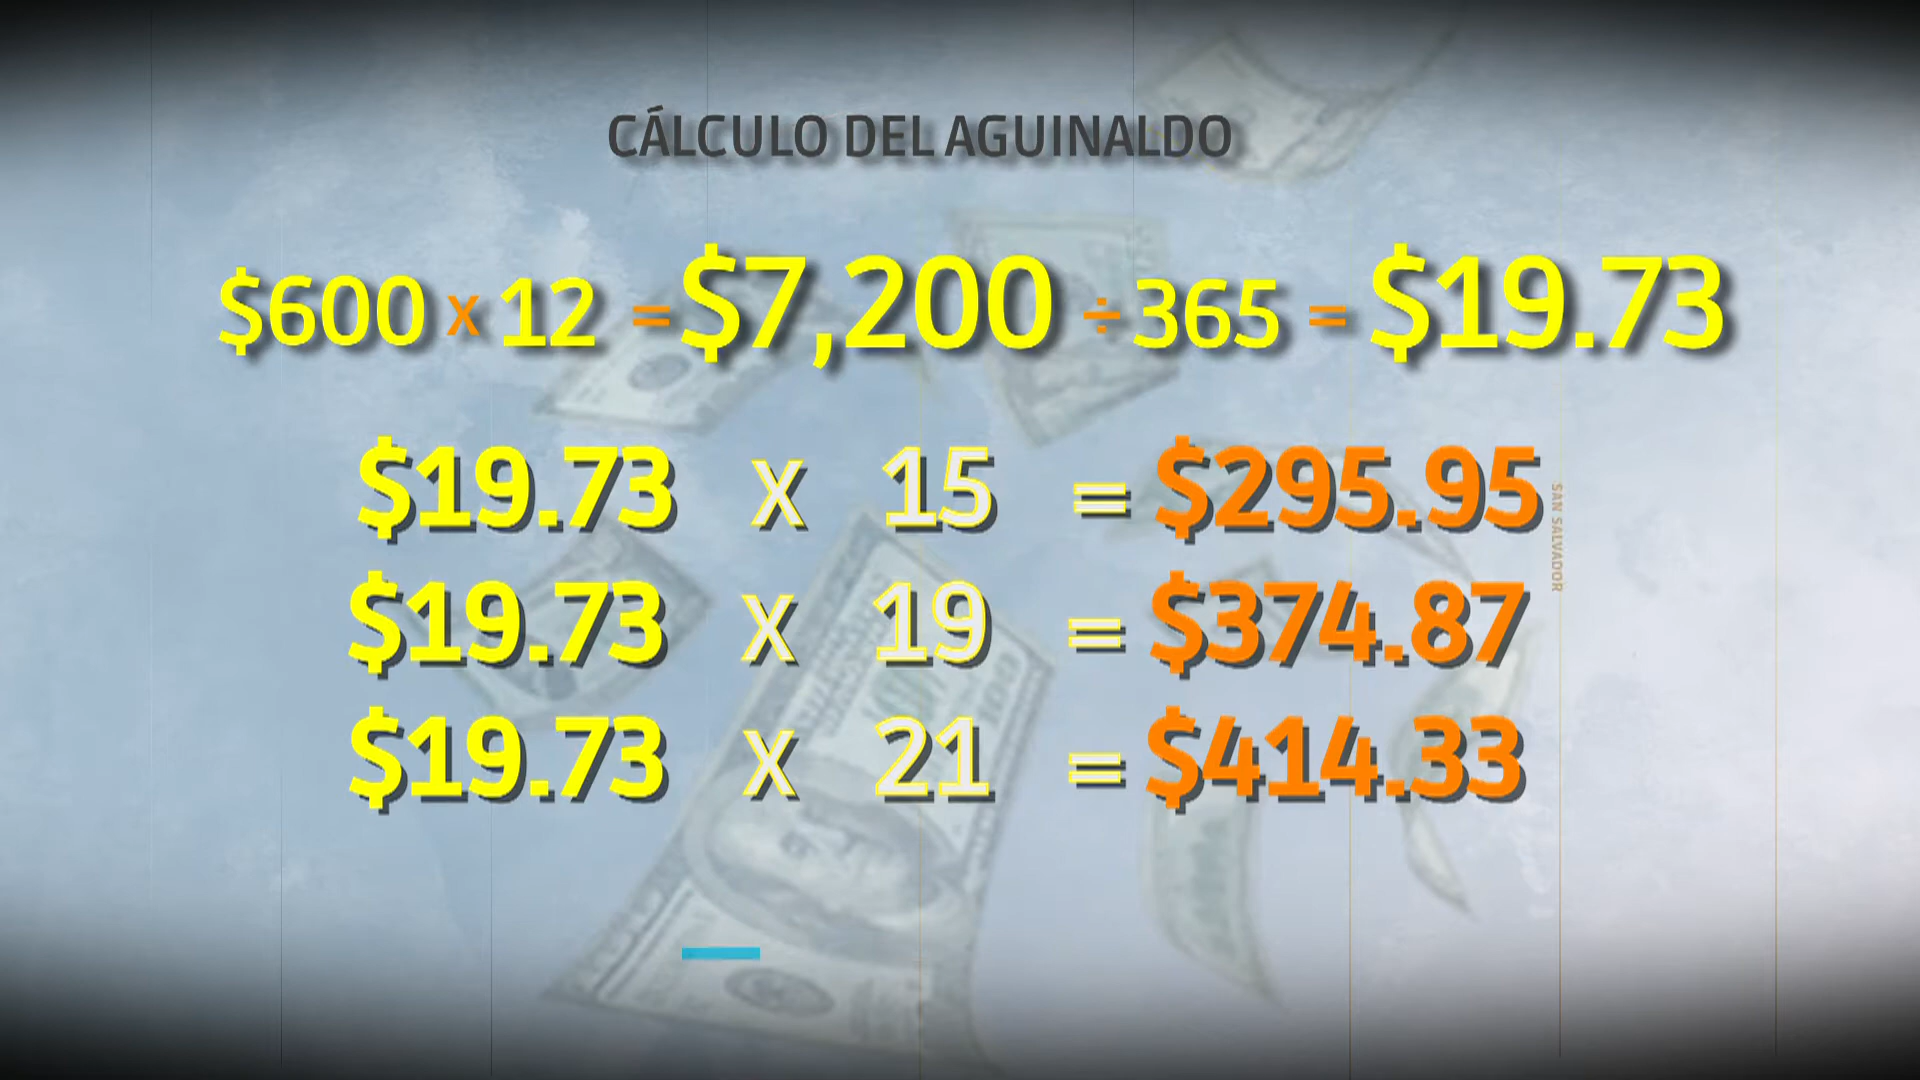 CÁLCULO DEL AGUINALDO
$600 x 12 = $7,200 ÷ 365 = $19.73
$19.73 X 15 = $295.95
$19.73 X 19 = $374.87
$19.73 X 21 = $414.33
SAN SALVADOR